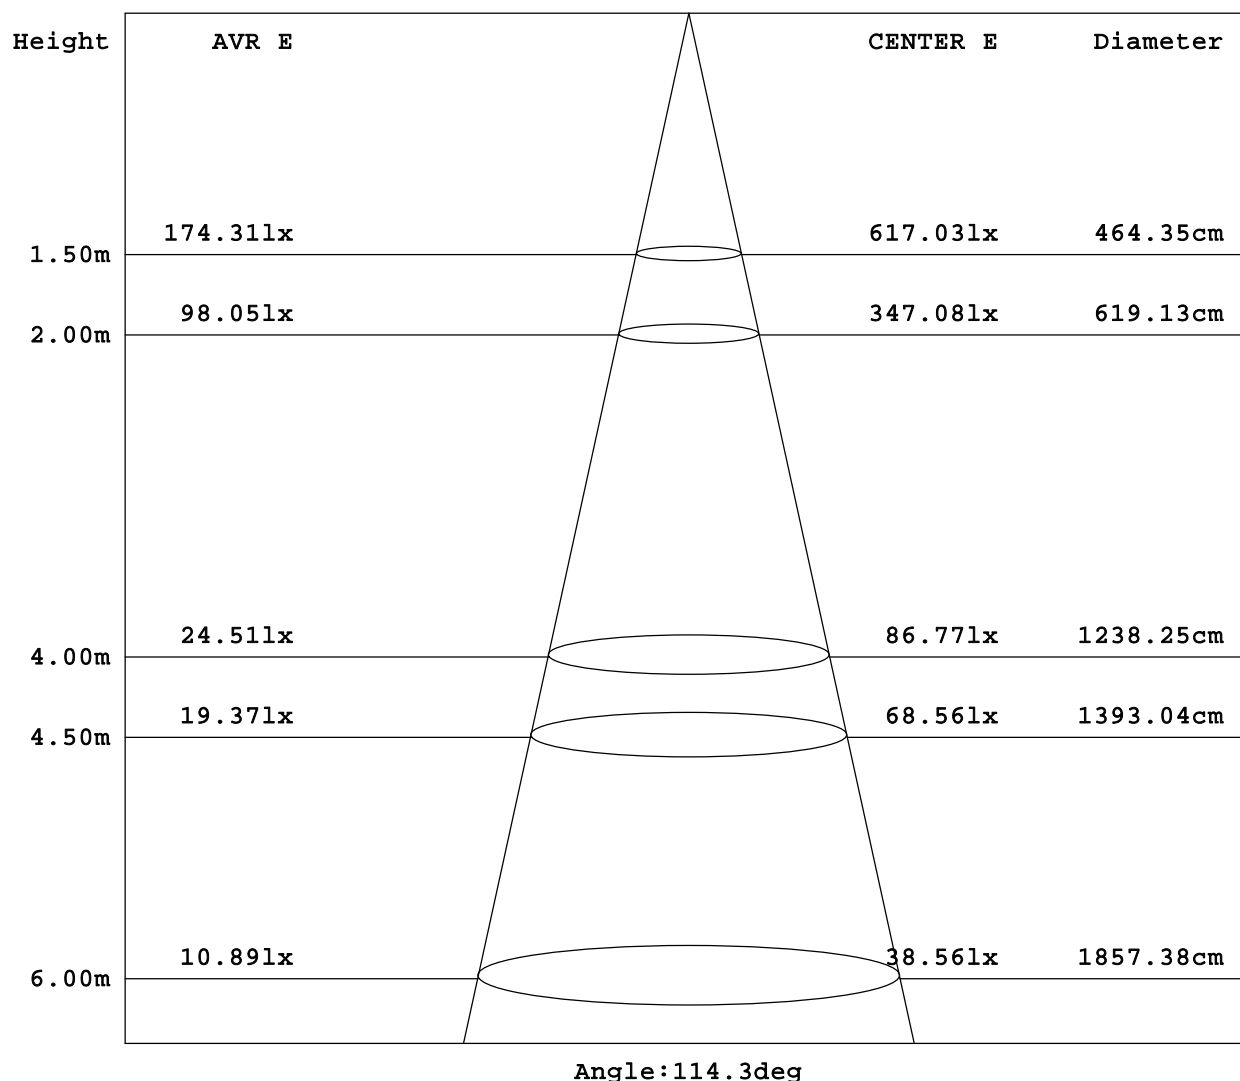 Height AVR E CENTER E Diameter
174.31lx 617.03lx 464.35cm
1.50m
98.05lx 347.08lx 619.13cm
2.00m
24.51lx 86.77lx 1238.25cm
4.00m
19.37lx 68.56lx 1393.04cm
4.50m
10.89lx 38.56lx 1857.38cm
6.00m
Angle:114.3deg